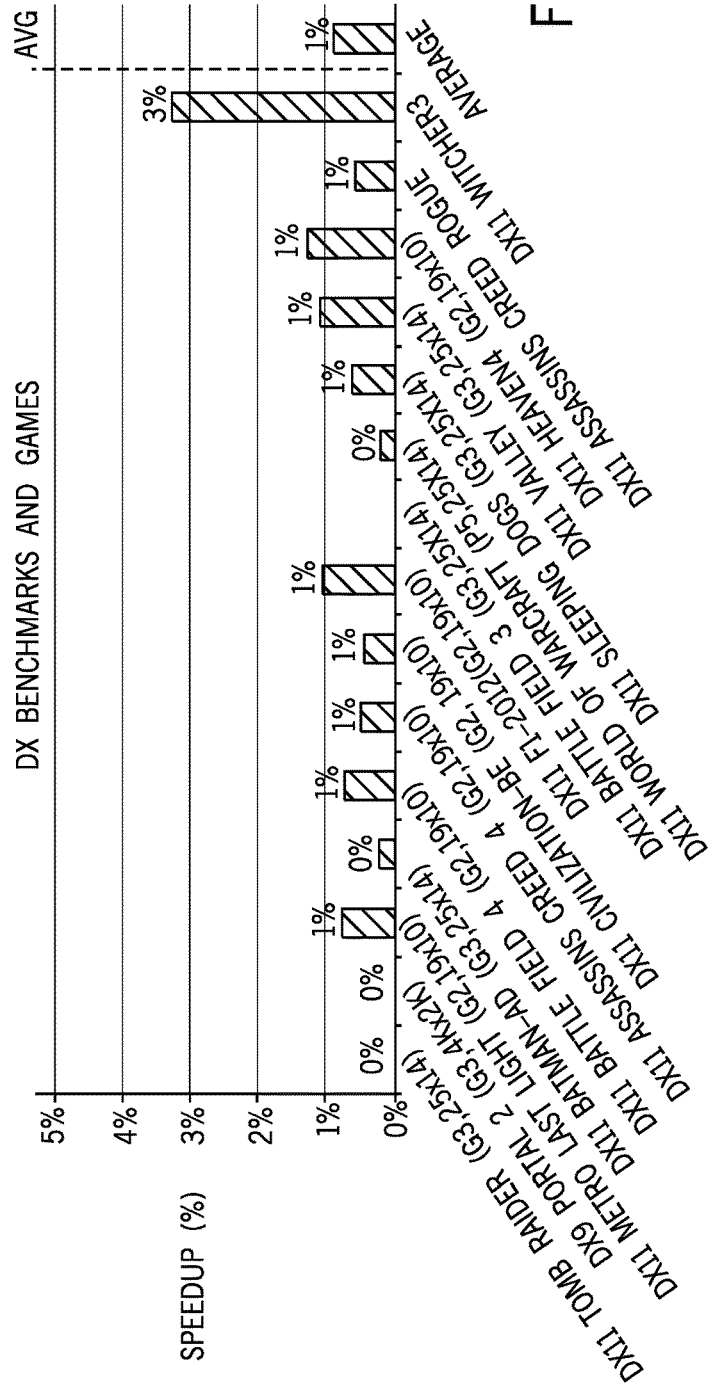 DX BENCHMARKS AND GAMES
AVG
SPEEDUP (%)
5%
4%
3%
2%
1%
0%
0%
0%
1%
0%
1%
1%
1%
1%
0%
1%
1%
1%
1%
3%
1%
DX11 TOMB RAIDER (G3,25x14)
DX9 PORTAL 2 (G3,4Kx2K)
DX11 METRO LAST LIGHT (G2,19x10)
DX11 BATMAN-AD (G3,25x14)
DX11 BATTLE FIELD 4 (G2,19x10)
DX11 ASSASSINS CREED 4 (G2,19x10)
DX11 CIVILIZATION-BE (G2, 19x10)
DX11 F1-2012(G2,19x10)
DX11 BATTLE FIELD 3 (G3,25X14)
DX11 WORLD OF WARCRAFT (P5,25X14)
DX11 SLEEPING DOGS (G3,25X14)
DX11 VALLEY (G3,25X14)
DX11 HEAVEN4 (G2,19x10)
DX11 ASSASSINS CREED ROGUE
DX11 WITCHER3
AVERAGE
F